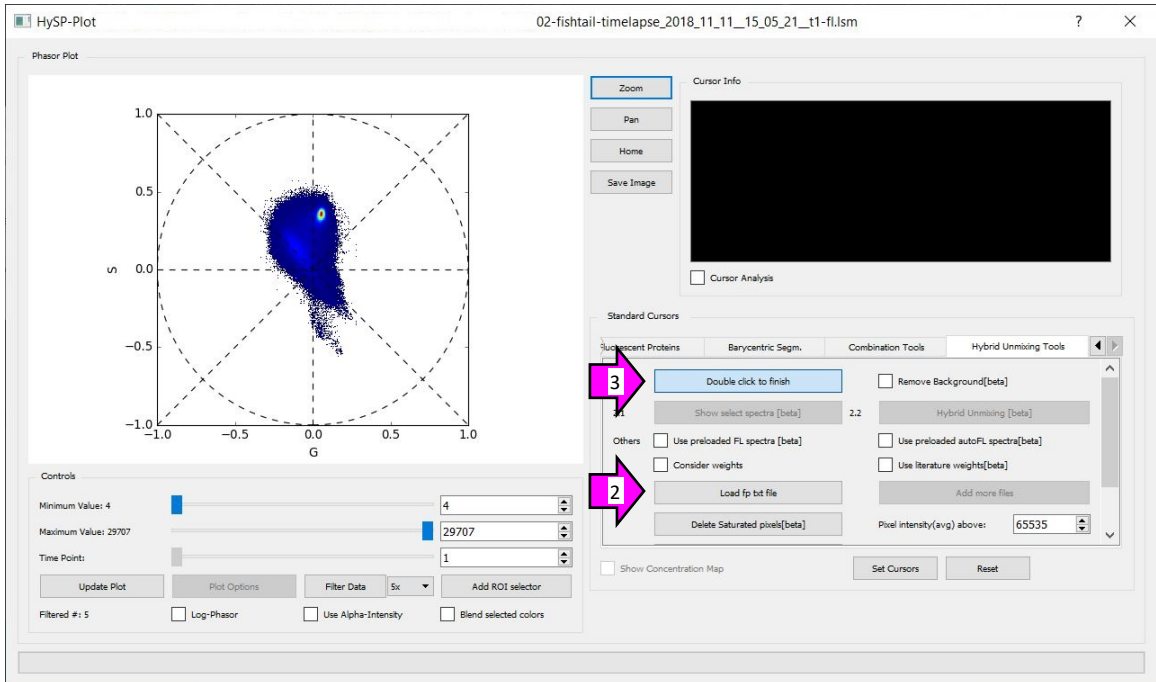 HySP-Plot 02-fishtail-timelapse_2018_11_11__15_05_21__t1-fl.lsm ?
Phasor Plot
1.0
0.5
0.0
−0.5
−1.0
−1.0 −0.5 0.0 0.5 1.0
S
G
Zoom
Pan
Home
Save Image
Cursor Info
Cursor Analysis
Controls
Minimum Value: 4 4
Maximum Value: 29707 29707
Time Point: 1
Update Plot Plot Options Filter Data 5x Add ROI selector
Filtered #: 5 Log-Phasor Use Alpha-Intensity Blend selected colors
Standard Cursors
Fluorescent Proteins Barycentric Segm. Combination Tools Hybrid Unmixing Tools
3 Double click to finish Remove Background[beta]
Show select spectra [beta] 2.2 Hybrid Unmixing [beta]
Others Use preloaded FL spectra [beta] Use preloaded autoFL spectra[beta]
Consider weights Use literature weights[beta]
2 Load fp txt file Add more files
Delete Saturated pixels[beta] Pixel intensity(avg) above: 65535
Show Concentration Map Set Cursors Reset